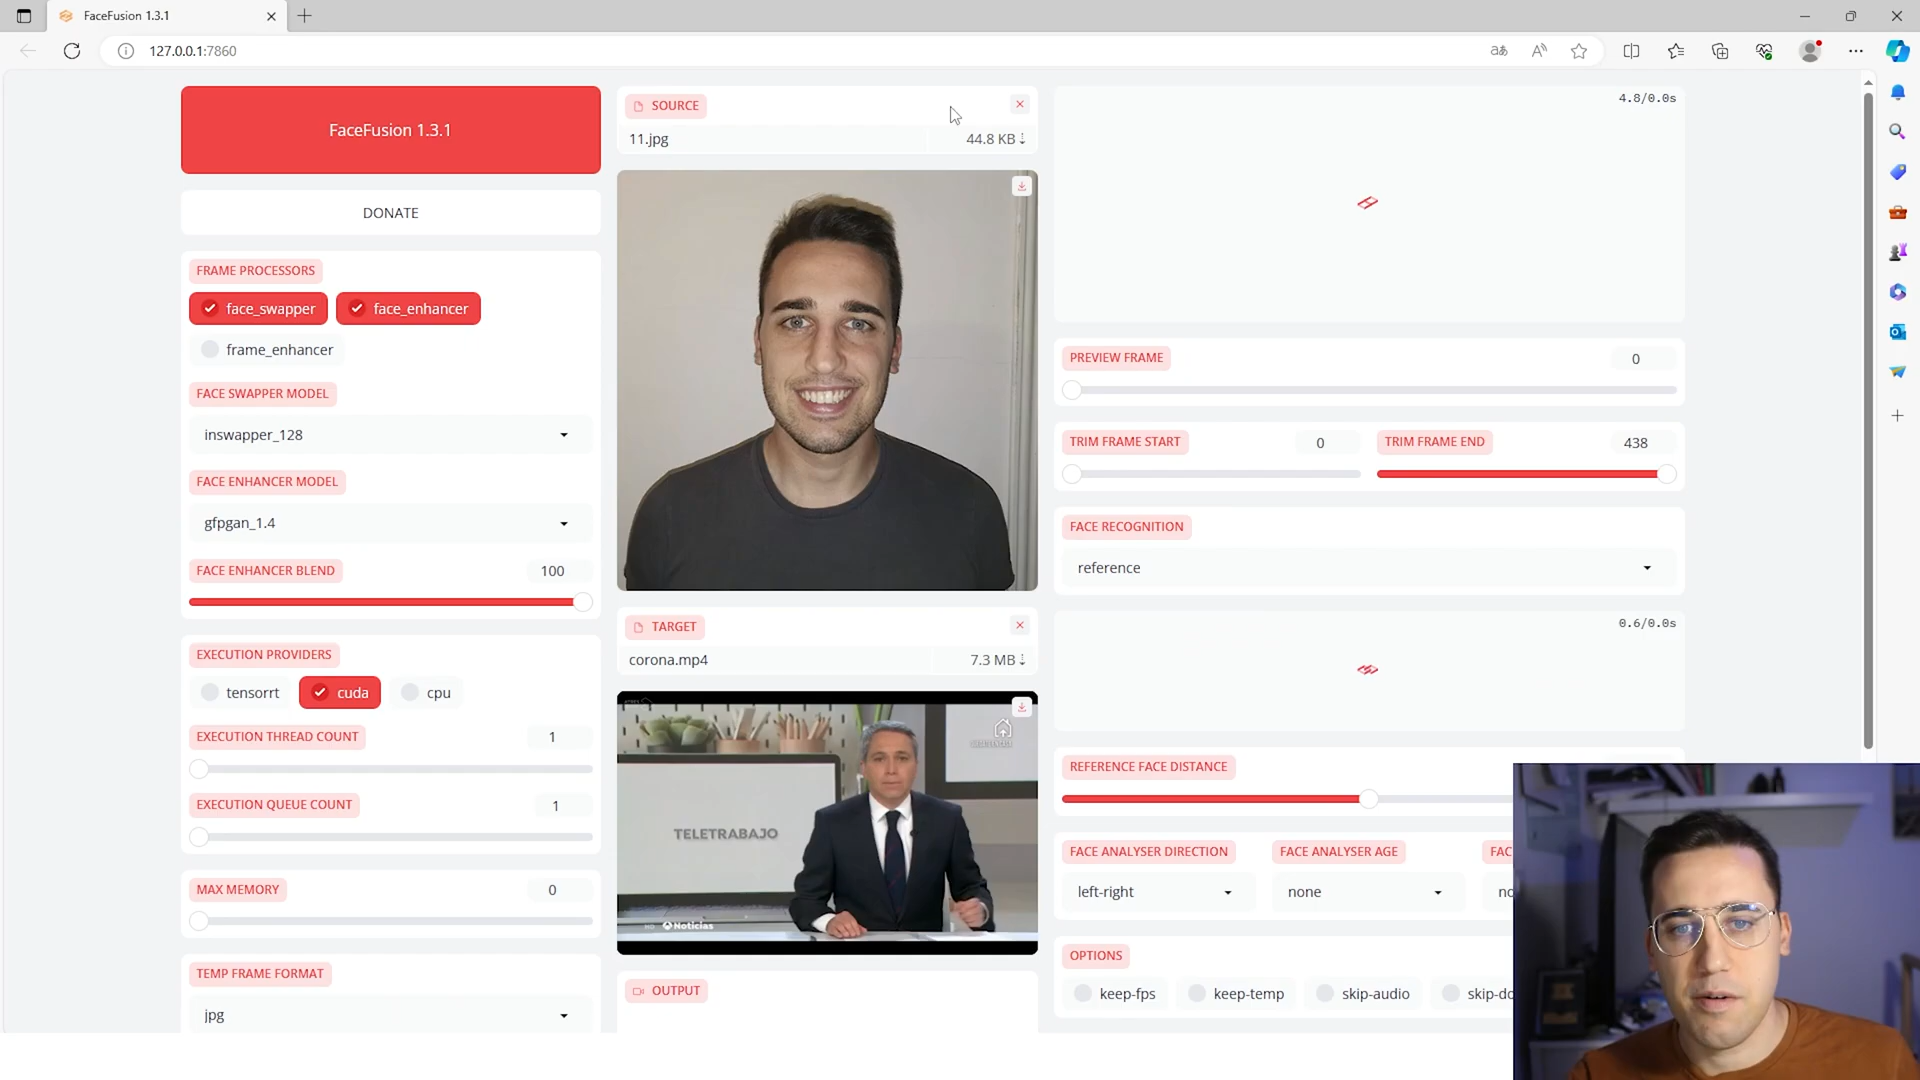 FaceFusion 1.3.1
127.0.0.1:7860
FaceFusion 1.3.1
DONATE
FRAME PROCESSORS
face_swapper
face_enhancer
frame_enhancer
FACE SWAPPER MODEL
inswapper_128
FACE ENHANCER MODEL
gfpgan_1.4
FACE ENHANCER BLEND
100
EXECUTION PROVIDERS
tensorrt
cuda
cpu
EXECUTION THREAD COUNT
1
EXECUTION QUEUE COUNT
1
MAX MEMORY
0
TEMP FRAME FORMAT
jpg
SOURCE
11.jpg
44.8 KB
TARGET
corona.mp4
7.3 MB
TELETRABAJO
Noticias
OUTPUT
4.8/0.0s
PREVIEW FRAME
0
TRIM FRAME START
0
TRIM FRAME END
438
FACE RECOGNITION
reference
0.6/0.0s
REFERENCE FACE DISTANCE
FACE ANALYSER DIRECTION
left-right
FACE ANALYSER AGE
none
FAC
no
OPTIONS
keep-fps
keep-temp
skip-audio
skip-do